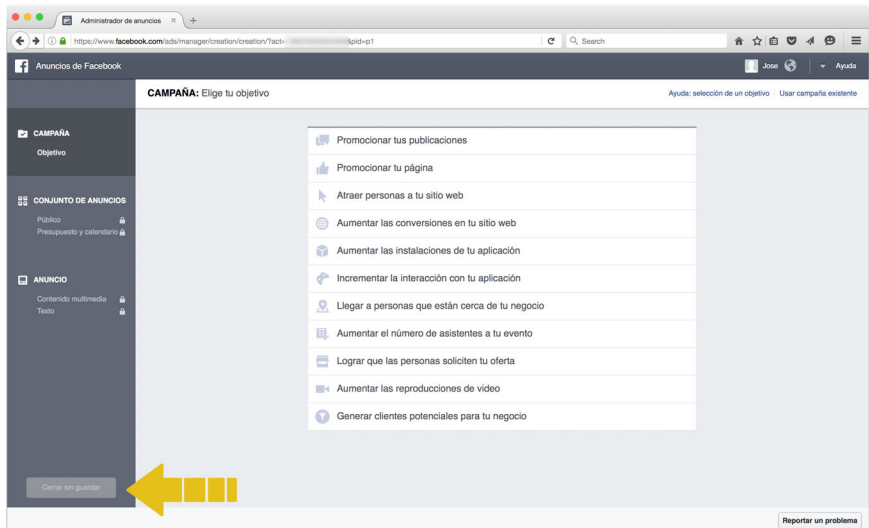 Administrador de anuncios
https://www.facebook.com/ads/manager/creation/creation/?act= &pid=p1
Search
Anuncios de Facebook
Jose
Ayuda
CAMPAÑA: Elige tu objetivo
Ayuda: selección de un objetivo
Usar campaña existente
CAMPAÑA
Objetivo
CONJUNTO DE ANUNCIOS
Público
Presupuesto y calendario
ANUNCIO
Contenido multimedia
Texto
Promocionar tus publicaciones
Promocionar tu página
Atraer personas a tu sitio web
Aumentar las conversiones en tu sitio web
Aumentar las instalaciones de tu aplicación
Incrementar la interacción con tu aplicación
Llegar a personas que están cerca de tu negocio
Aumentar el número de asistentes a tu evento
Lograr que las personas soliciten tu oferta
Aumentar las reproducciones de video
Generar clientes potenciales para tu negocio
Cerrar sin guardar
Reportar un problema